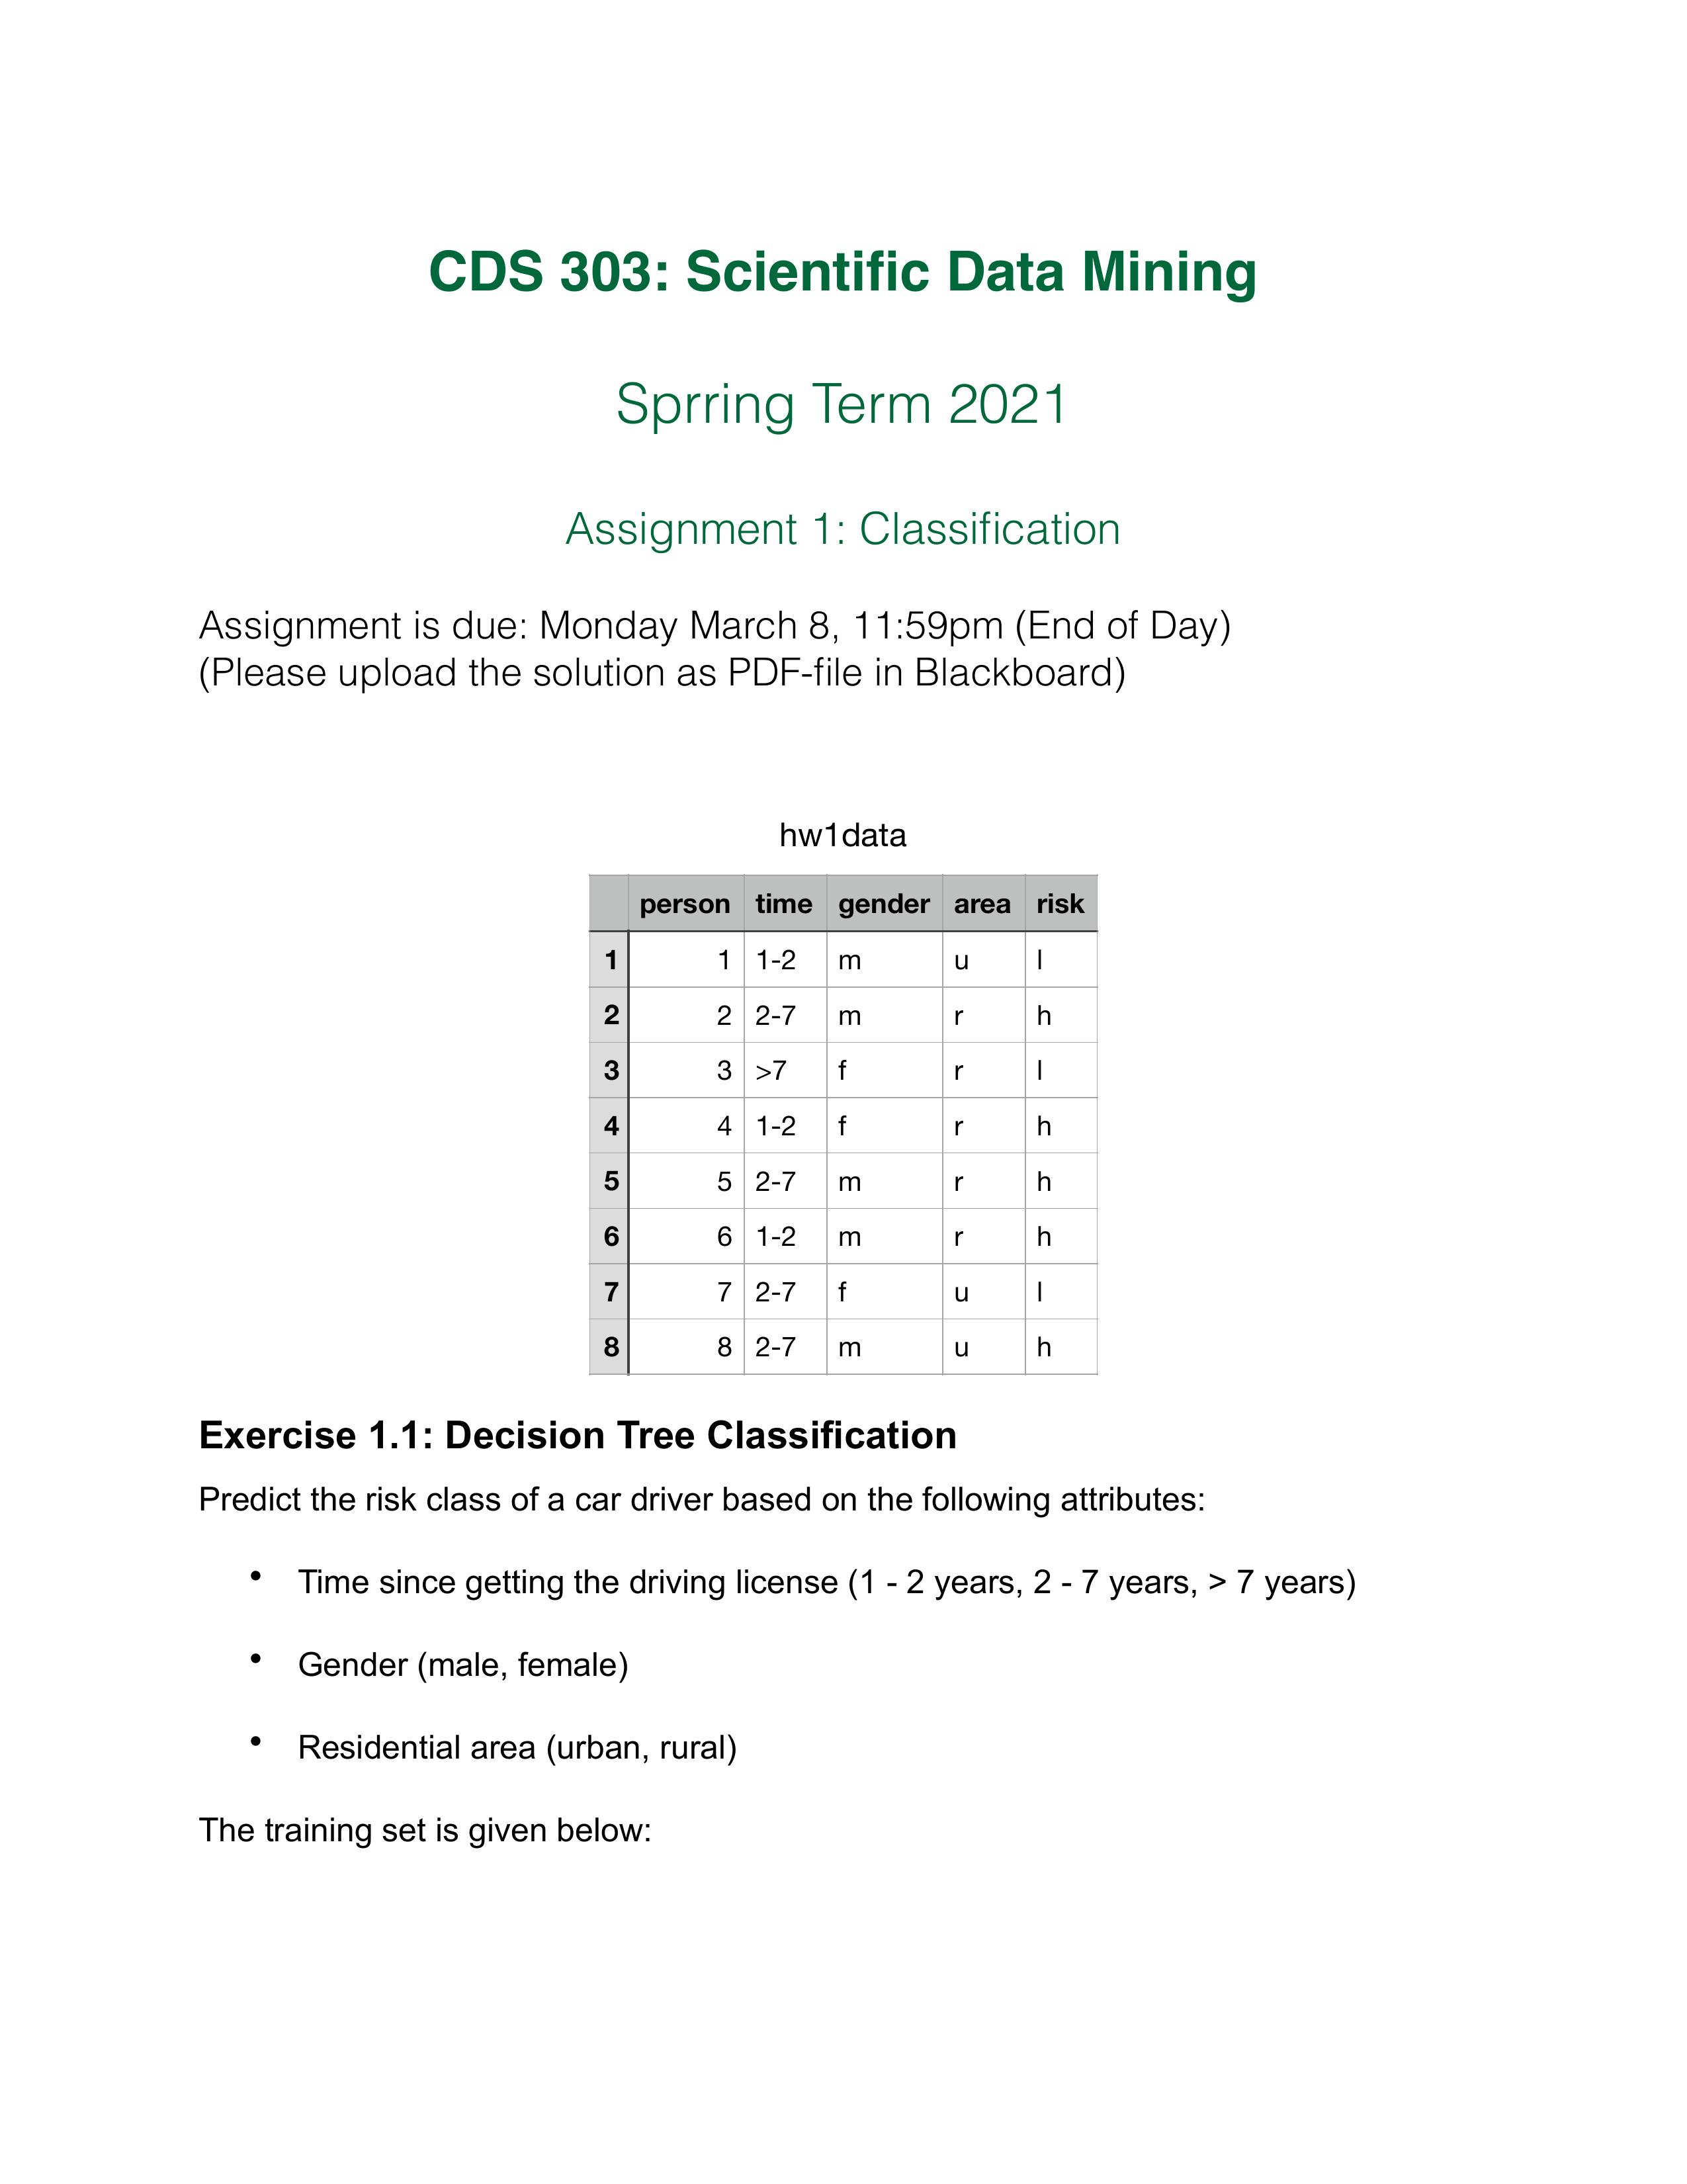 CDS 303: Scientific Data Mining
Sprring Term 2021
Assignment 1: Classification
Assignment is due: Monday March 8, 11:59pm (End of Day)
(Please upload the solution as PDF-file in Blackboard)
hw1data
person time gender area risk
1 1 1-2 m u l
2 2 2-7 m r h
3 3 >7 f r l
4 4 1-2 f r h
5 5 2-7 m r h
6 6 1-2 m r h
7 7 2-7 f u l
8 8 2-7 m u h
Exercise 1.1: Decision Tree Classification
Predict the risk class of a car driver based on the following attributes:
• Time since getting the driving license (1 - 2 years, 2 - 7 years, > 7 years)
• Gender (male, female)
• Residential area (urban, rural)
The training set is given below: